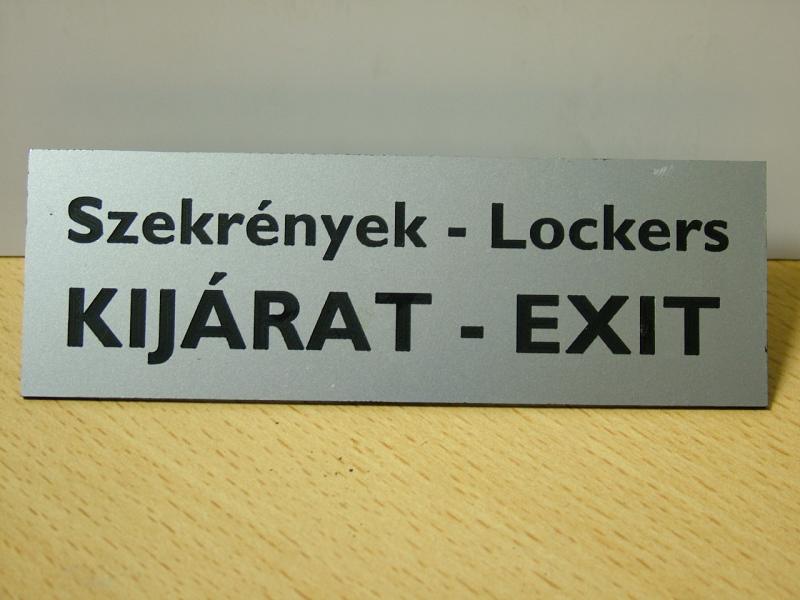 Szekrények - Lockers
KIJÁRAT - EXIT